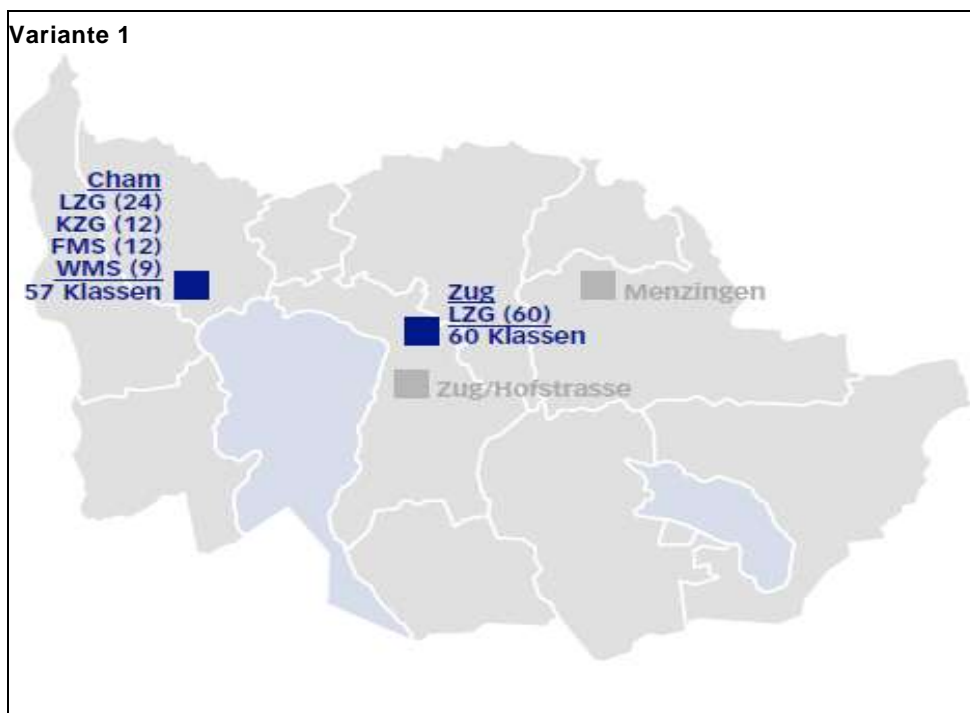 Variante 1
Cham
LZG (24)
KZG (12)
FMS (12)
WMS (9)
57 Klassen
Zug
LZG (60)
60 Klassen
Menzingen
Zug/Hofstrasse